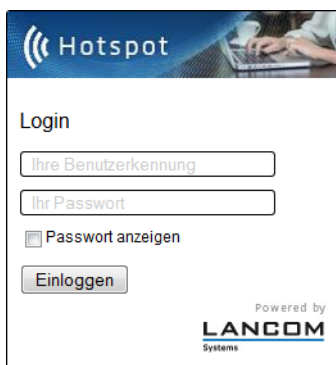 Hotspot
Login
Ihre Benutzerkennung
Ihr Passwort
Passwort anzeigen
Einloggen
Powered by
LANCOM
Systems